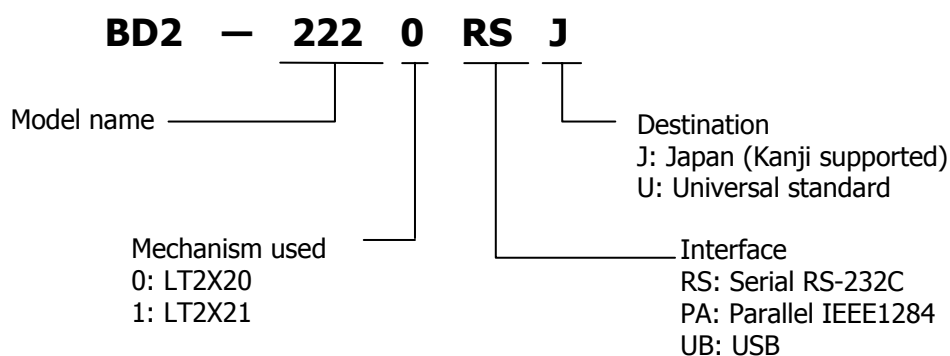 BD2 — 222 0 RS J
Model name
Destination
J: Japan (Kanji supported)
U: Universal standard
Mechanism used
0: LT2X20
1: LT2X21
Interface
RS: Serial RS-232C
PA: Parallel IEEE1284
UB: USB